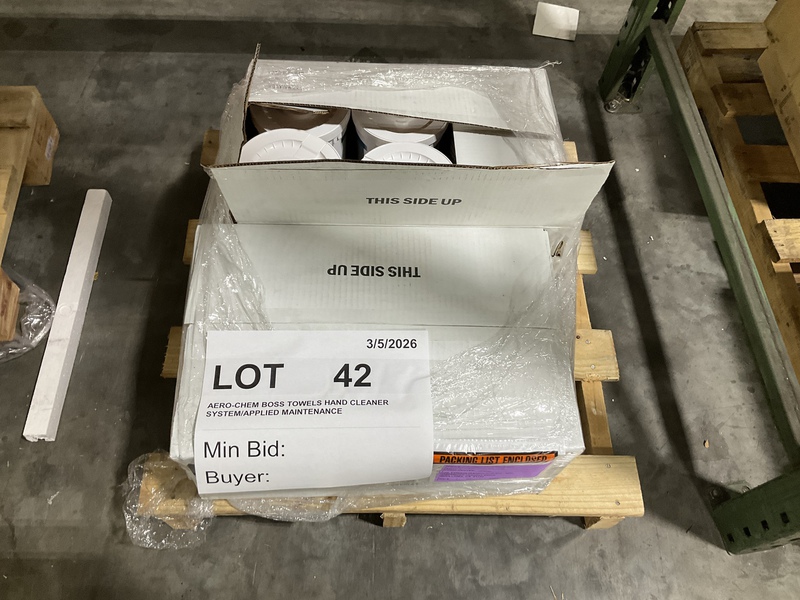 THIS SIDE UP
THIS SIDE UP
3/5/2026
LOT 42
AERO-CHEM BOSS TOWELS HAND CLEANER
SYSTEM/APPLIED MAINTENANCE
Min Bid:
Buyer:
PACKING LIST ENCLOSED